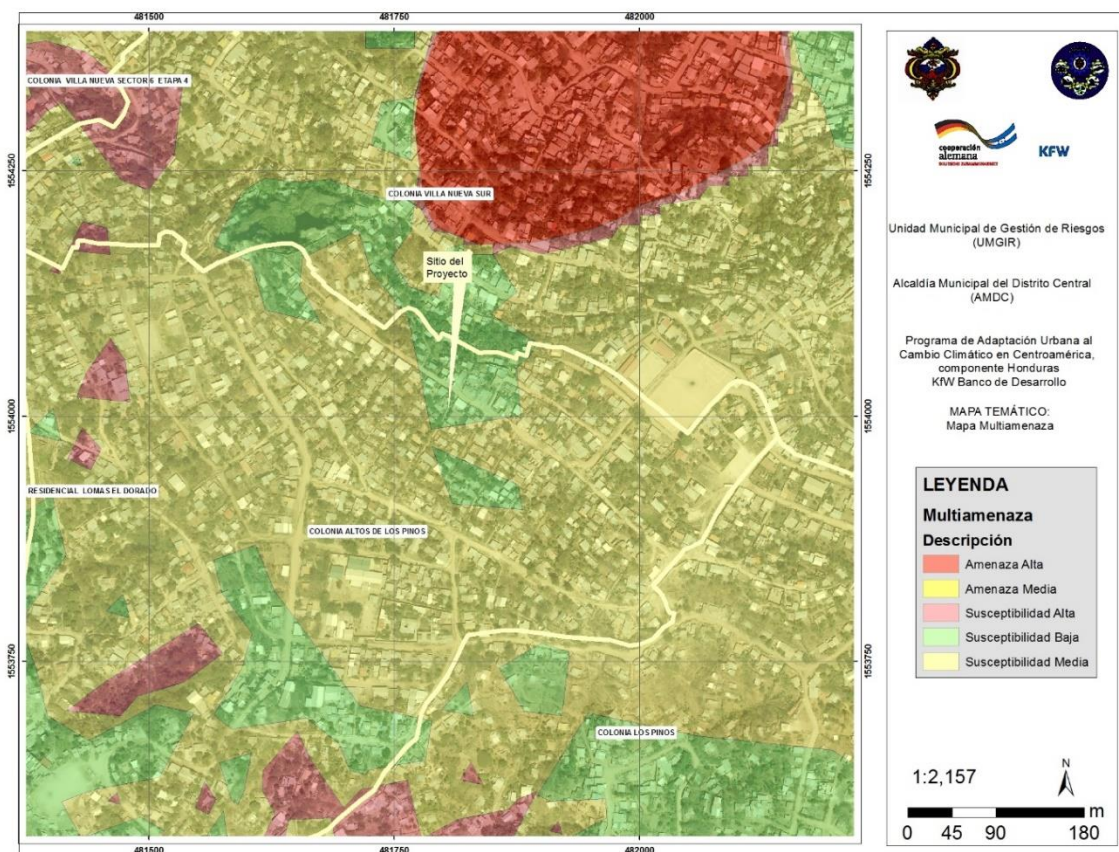 481500
481750
482000
COLONIA VILLA NUEVA SECTOR 6 ETAPA 4
1554250
1554250
COLONIA VILLA NUEVA SUR
Sitio del
Proyecto
1554000
1554000
RESIDENCIAL LOMAS EL DORADO
COLONIA ALTOS DE LOS PINOS
1553750
1553750
COLONIA LOS PINOS
481500
481750
482000
cooperación
alemana
KFW
Unidad Municipal de Gestión de Riesgos
(UMGIR)
Alcaldía Municipal del Distrito Central
(AMDC)
Programa de Adaptación Urbana al
Cambio Climático en Centroamérica,
componente Honduras
KfW Banco de Desarrollo
MAPA TEMÁTICO:
Mapa Multiamenaza
LEYENDA
Multiamenaza
Descripción
Amenaza Alta
Amenaza Media
Susceptibilidad Alta
Susceptibilidad Baja
Susceptibilidad Media
1:2,157
N
m
0 45 90 180